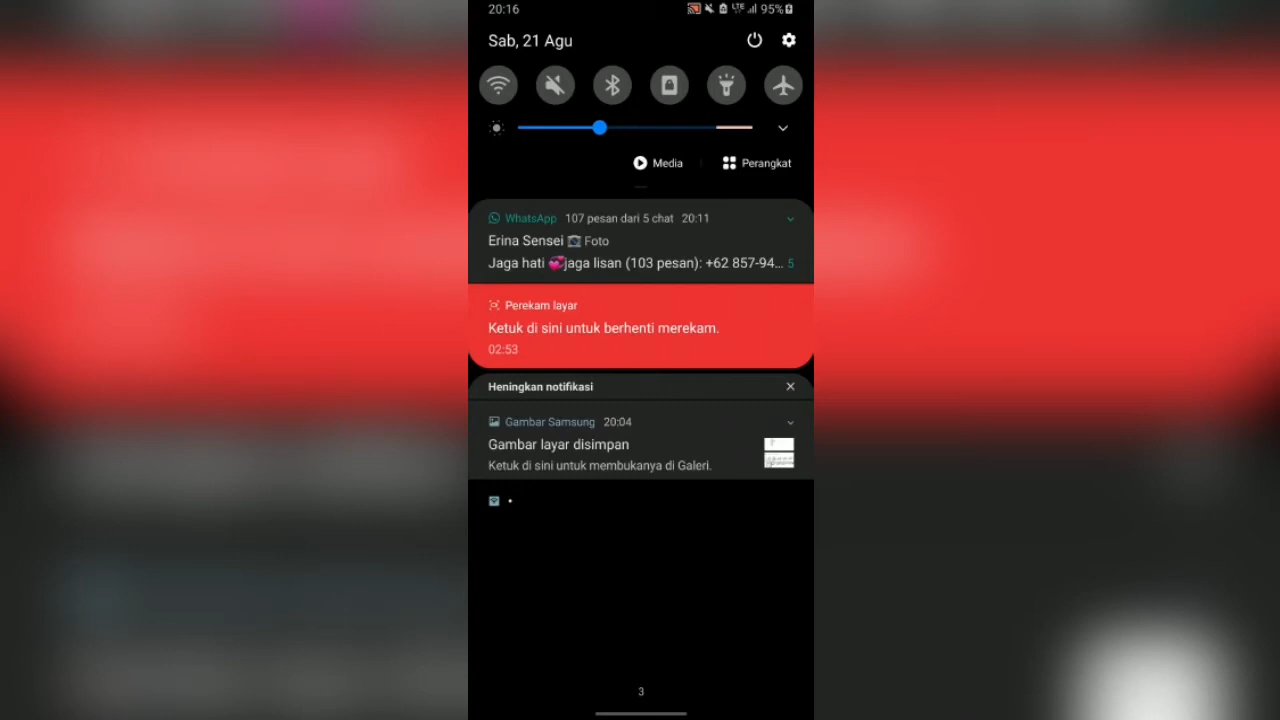 20:16 LTE 95%
Sab, 21 Agu
Media Perangkat
WhatsApp 107 pesan dari 5 chat 20:11
Erina Sensei 📷 Foto
Jaga hati 💞jaga lisan (103 pesan): +62 857-94... 5
Perekam layar
Ketuk di sini untuk berhenti merekam.
02:53
Heningkan notifikasi
Gambar Samsung 20:04
Gambar layar disimpan
Ketuk di sini untuk membukanya di Galeri.
3